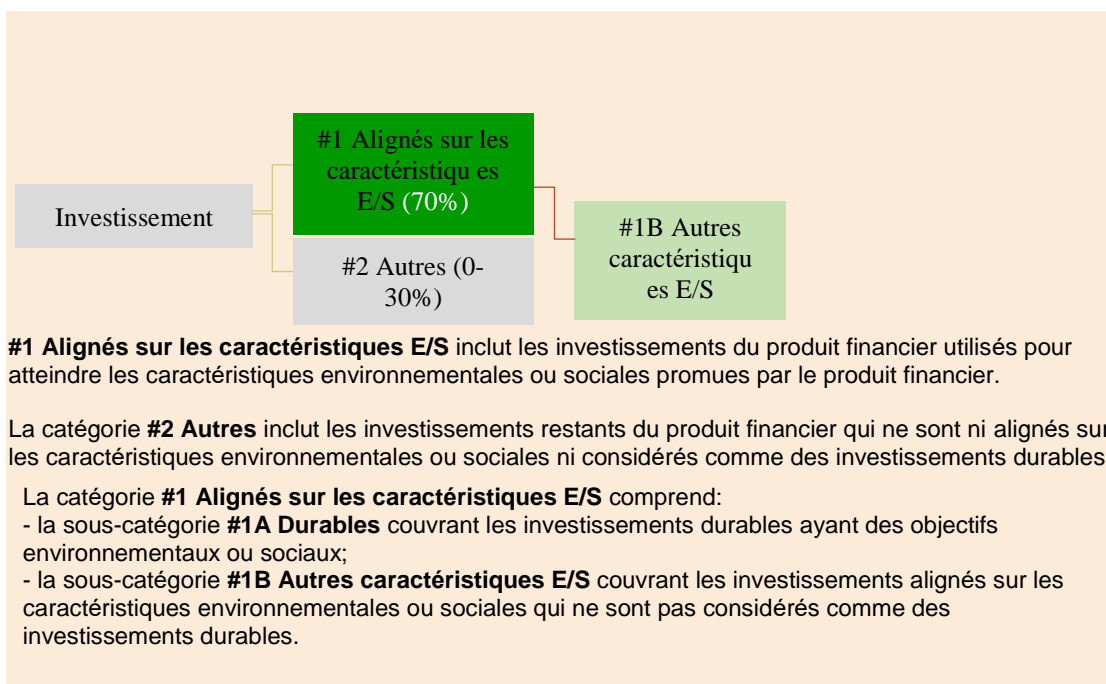 #1 Alignés sur les
caractéristiqu es
E/S (70%)
Investissement
#2 Autres (0-
30%)
#1B Autres
caractéristiqu
es E/S
#1 Alignés sur les caractéristiques E/S inclut les investissements du produit financier utilisés pour
atteindre les caractéristiques environnementales ou sociales promues par le produit financier.
La catégorie #2 Autres inclut les investissements restants du produit financier qui ne sont ni alignés sur
les caractéristiques environnementales ou sociales ni considérés comme des investissements durables
La catégorie #1 Alignés sur les caractéristiques E/S comprend:
- la sous-catégorie #1A Durables couvrant les investissements durables ayant des objectifs
environnementaux ou sociaux;
- la sous-catégorie #1B Autres caractéristiques E/S couvrant les investissements alignés sur les
caractéristiques environnementales ou sociales qui ne sont pas considérés comme des
investissements durables.